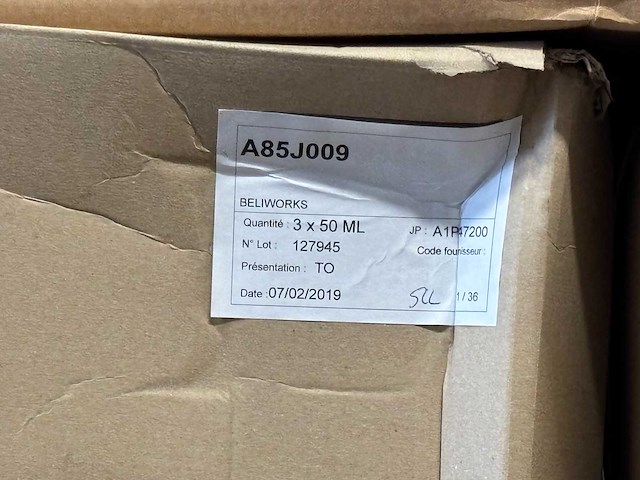 A85J009
BELIWORKS
Quantité : 3 x 50 ML JP : A1P47200
N° Lot : 127945 Code fournisseur :
Présentation : TO
Date : 07/02/2019 1 / 36